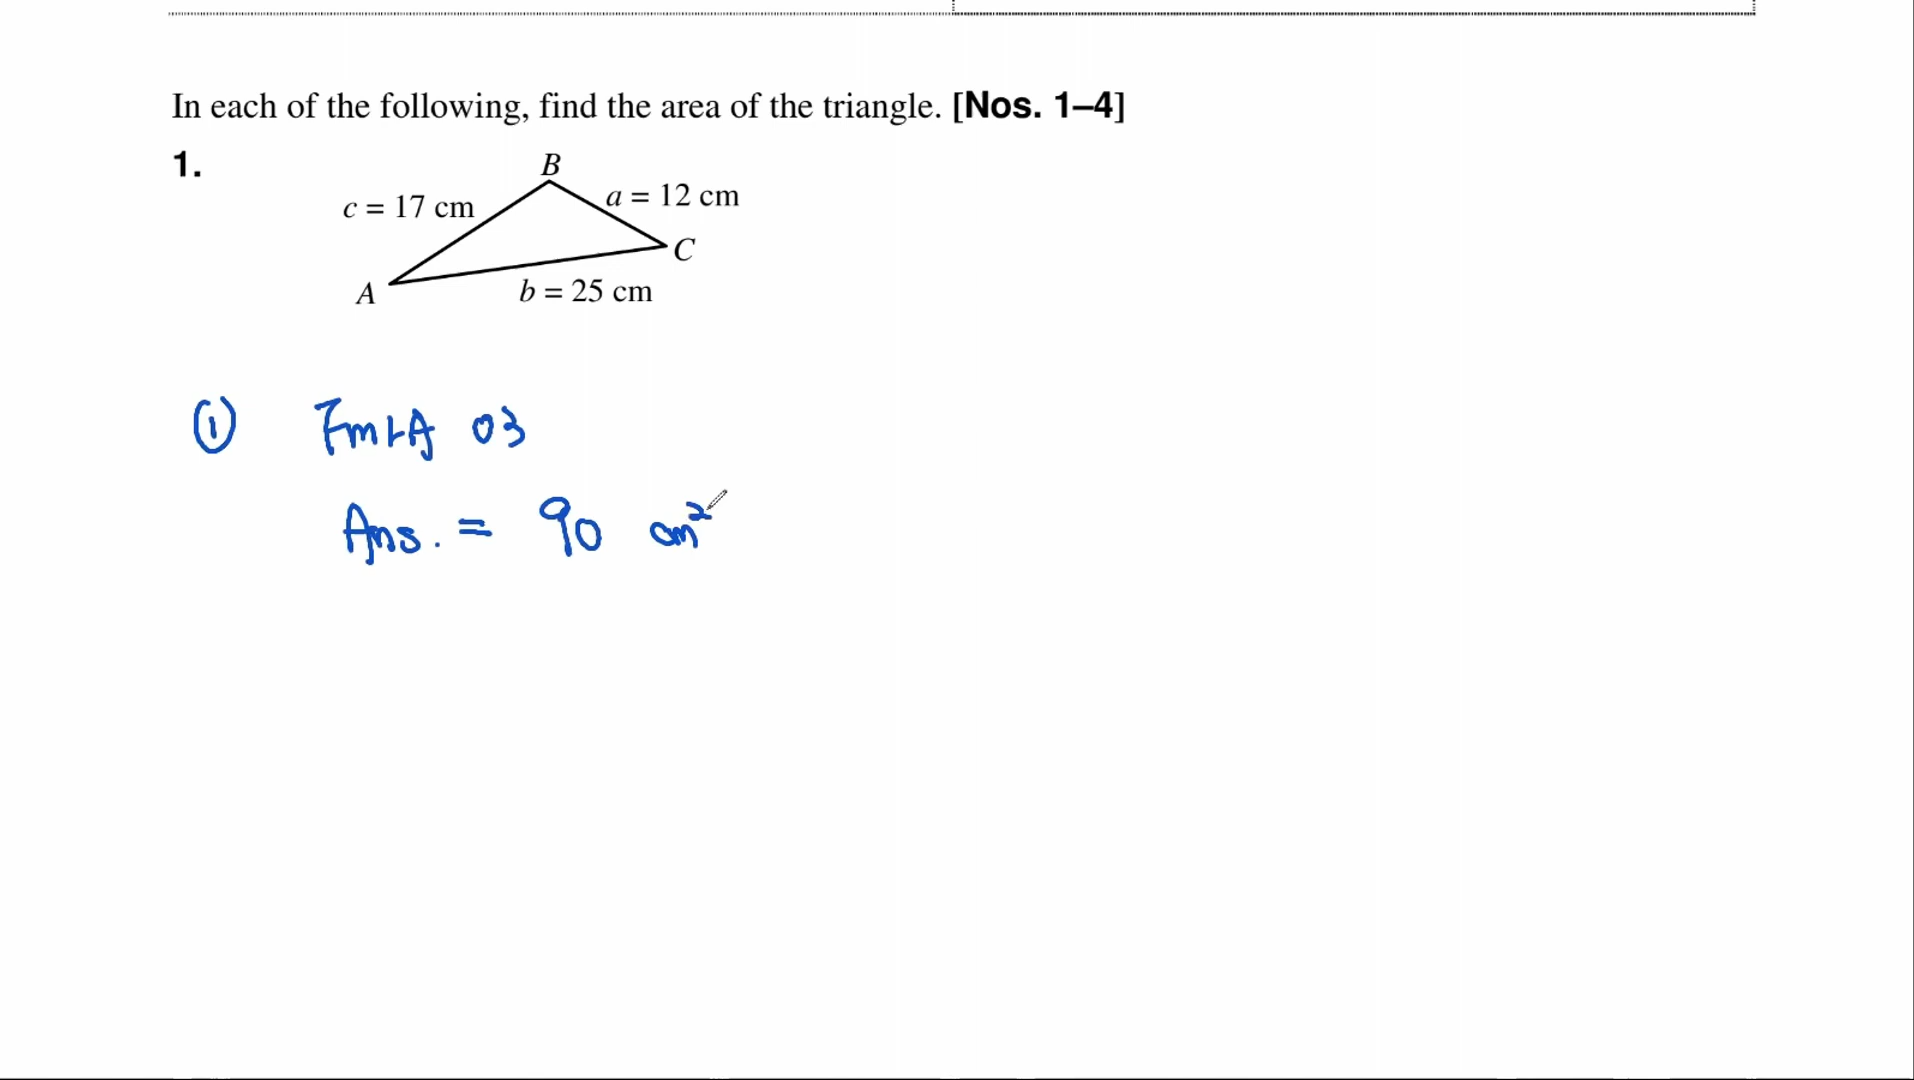 In each of the following, find the area of the triangle. [Nos. 1–4]
1.
B
c = 17 cm
a = 12 cm
C
A
b = 25 cm
① FMLA 03
Ans. = 90 cm²